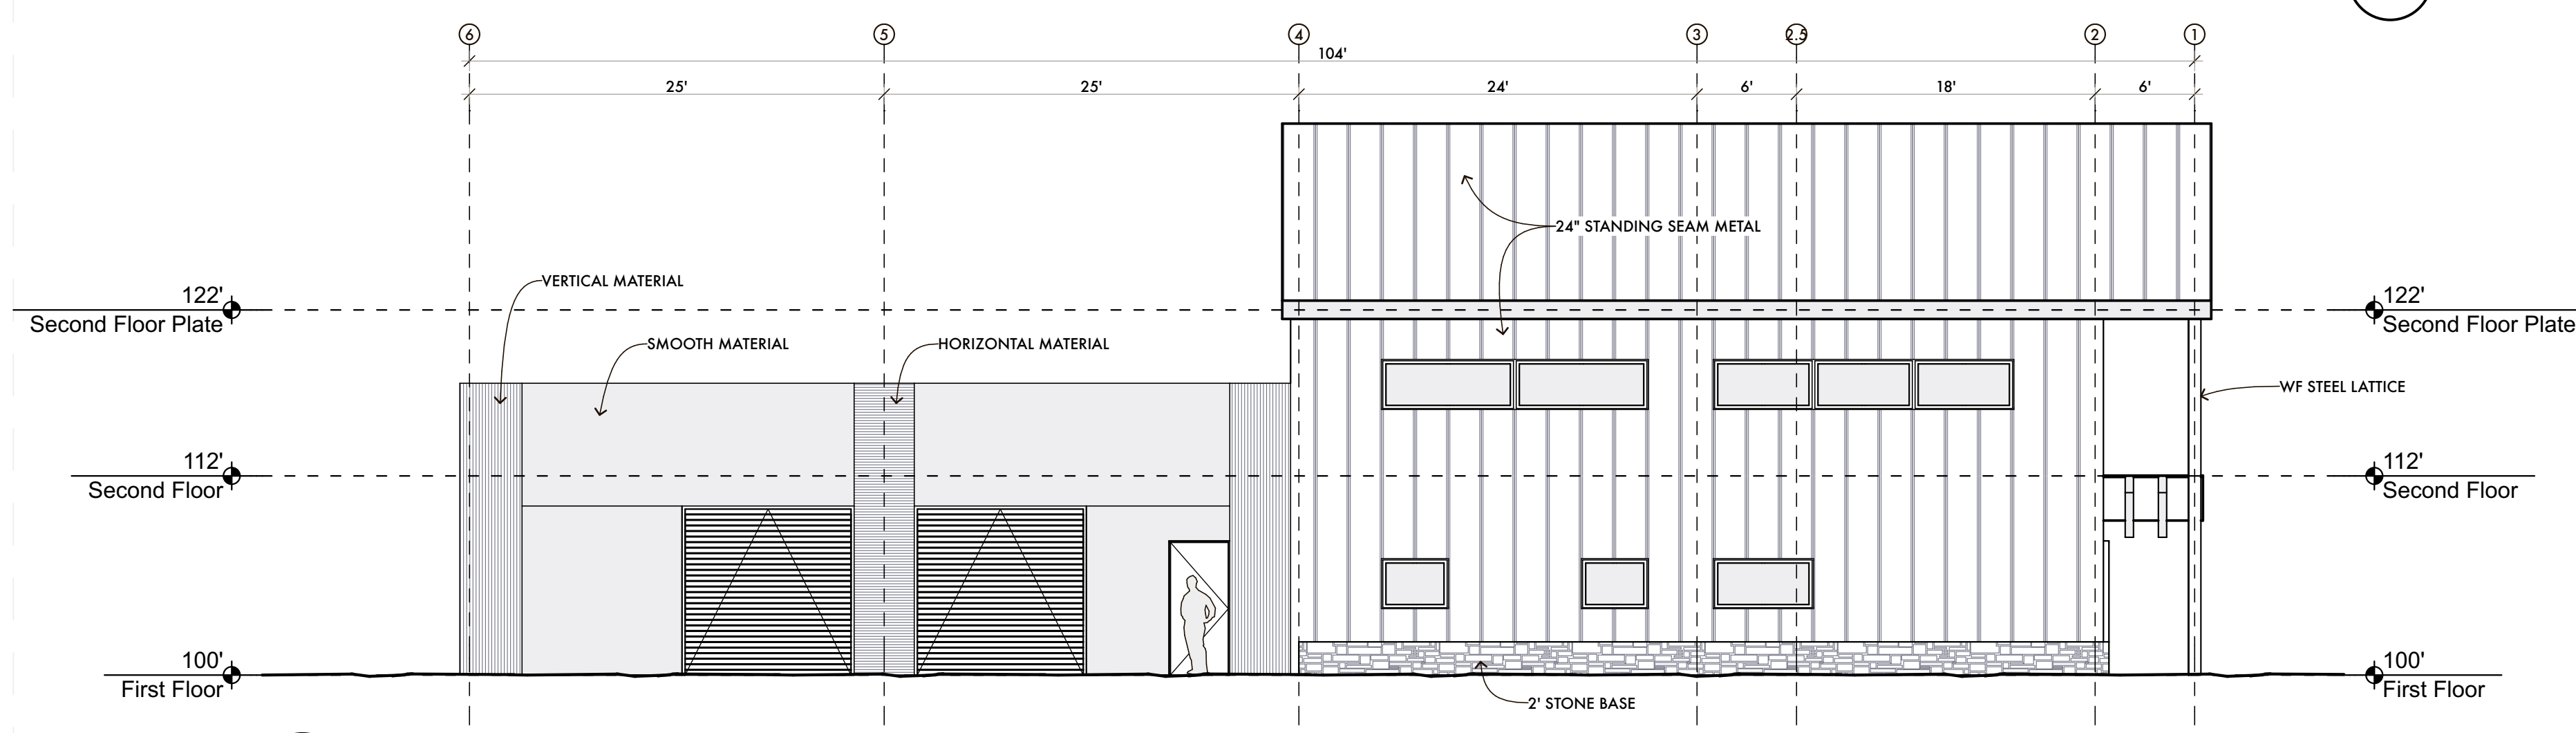 6
5
4
3
2.5
2
1
104'
25'
25'
24'
6'
18'
6'
24" STANDING SEAM METAL
VERTICAL MATERIAL
122'
Second Floor Plate
122'
Second Floor Plate
SMOOTH MATERIAL
HORIZONTAL MATERIAL
WF STEEL LATTICE
112'
Second Floor
112'
Second Floor
100'
First Floor
100'
First Floor
2' STONE BASE